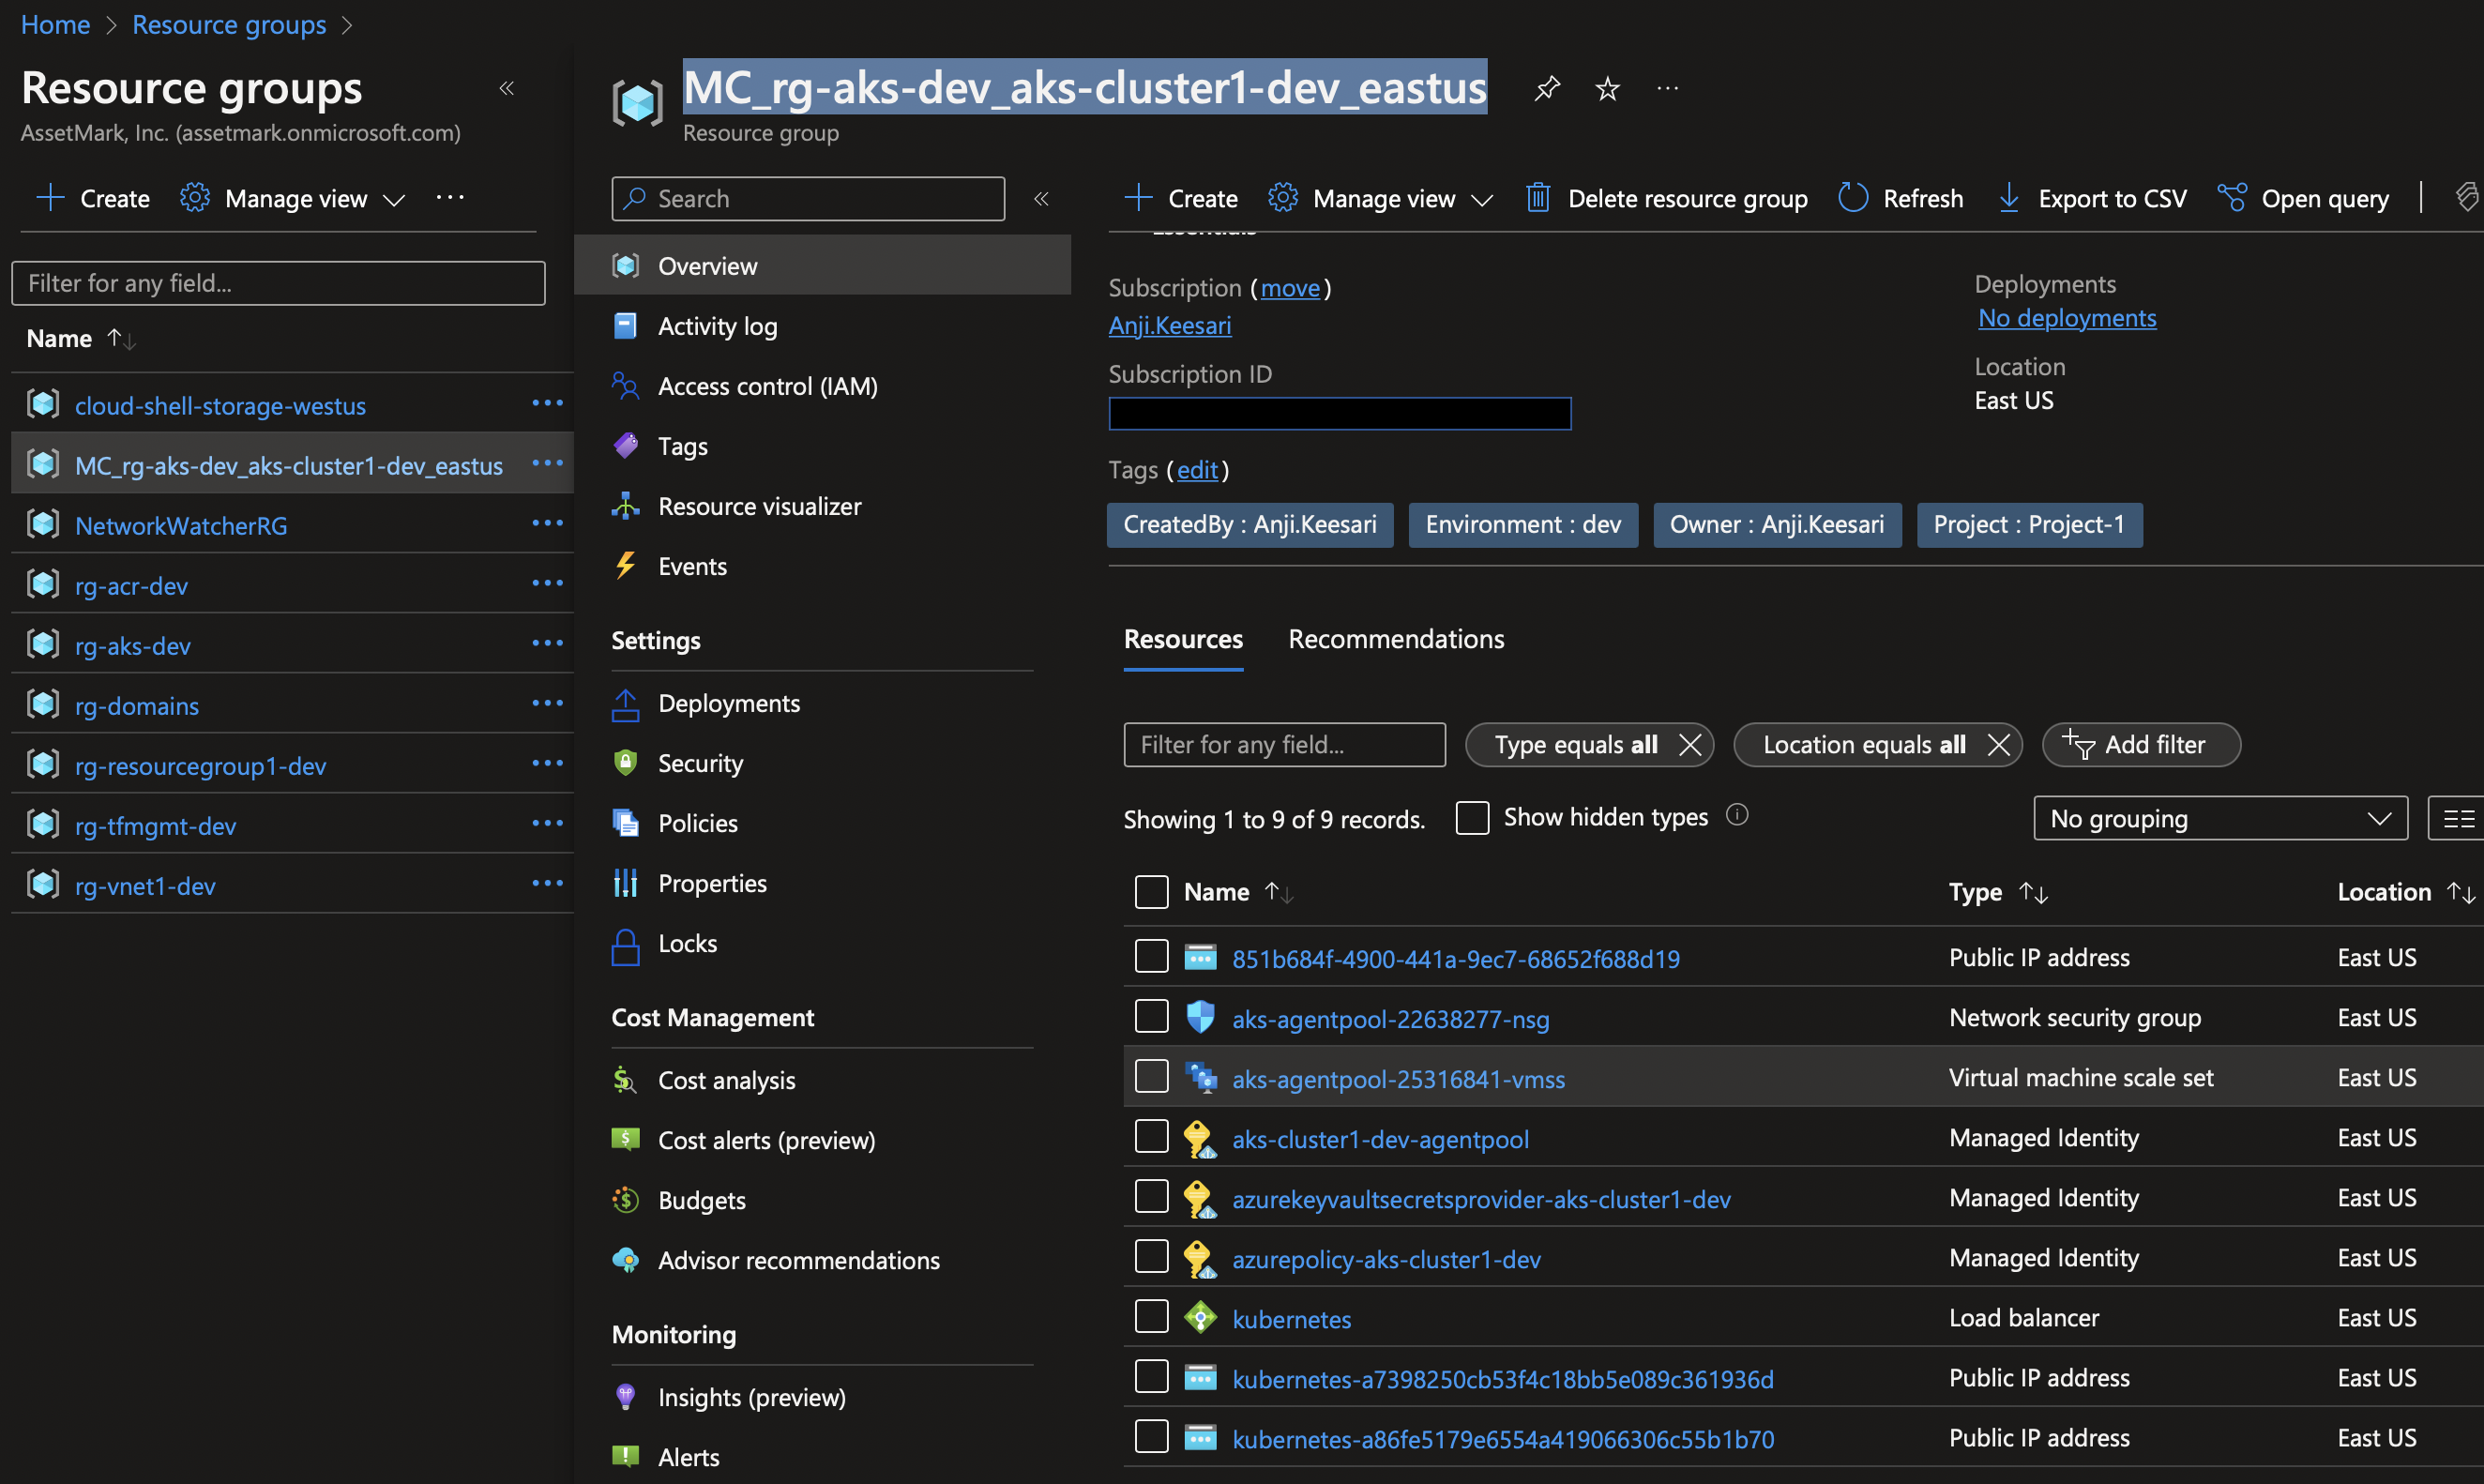 Home > Resource groups >
Resource groups
AssetMark, Inc. (assetmark.onmicrosoft.com)
Create Manage view ...
Filter for any field...
Name
cloud-shell-storage-westus
MC_rg-aks-dev_aks-cluster1-dev_eastus
NetworkWatcherRG
rg-acr-dev
rg-aks-dev
rg-domains
rg-resourcegroup1-dev
rg-tfmgmt-dev
rg-vnet1-dev
MC_rg-aks-dev_aks-cluster1-dev_eastus
Resource group
Search
Overview
Activity log
Access control (IAM)
Tags
Resource visualizer
Events
Settings
Deployments
Security
Policies
Properties
Locks
Cost Management
Cost analysis
Cost alerts (preview)
Budgets
Advisor recommendations
Monitoring
Insights (preview)
Alerts
Create Manage view Delete resource group Refresh Export to CSV Open query
Essentials
Subscription (move)
Anji.Keesari
Subscription ID
Deployments
No deployments
Location
East US
Tags (edit)
CreatedBy : Anji.Keesari Environment : dev Owner : Anji.Keesari Project : Project-1
Resources Recommendations
Filter for any field... Type equals all Location equals all Add filter
Showing 1 to 9 of 9 records. Show hidden types No grouping
Name Type Location
851b684f-4900-441a-9ec7-68652f688d19 Public IP address East US
aks-agentpool-22638277-nsg Network security group East US
aks-agentpool-25316841-vmss Virtual machine scale set East US
aks-cluster1-dev-agentpool Managed Identity East US
azurekeyvaultsecretsprovider-aks-cluster1-dev Managed Identity East US
azurepolicy-aks-cluster1-dev Managed Identity East US
kubernetes Load balancer East US
kubernetes-a7398250cb53f4c18bb5e089c361936d Public IP address East US
kubernetes-a86fe5179e6554a419066306c55b1b70 Public IP address East US